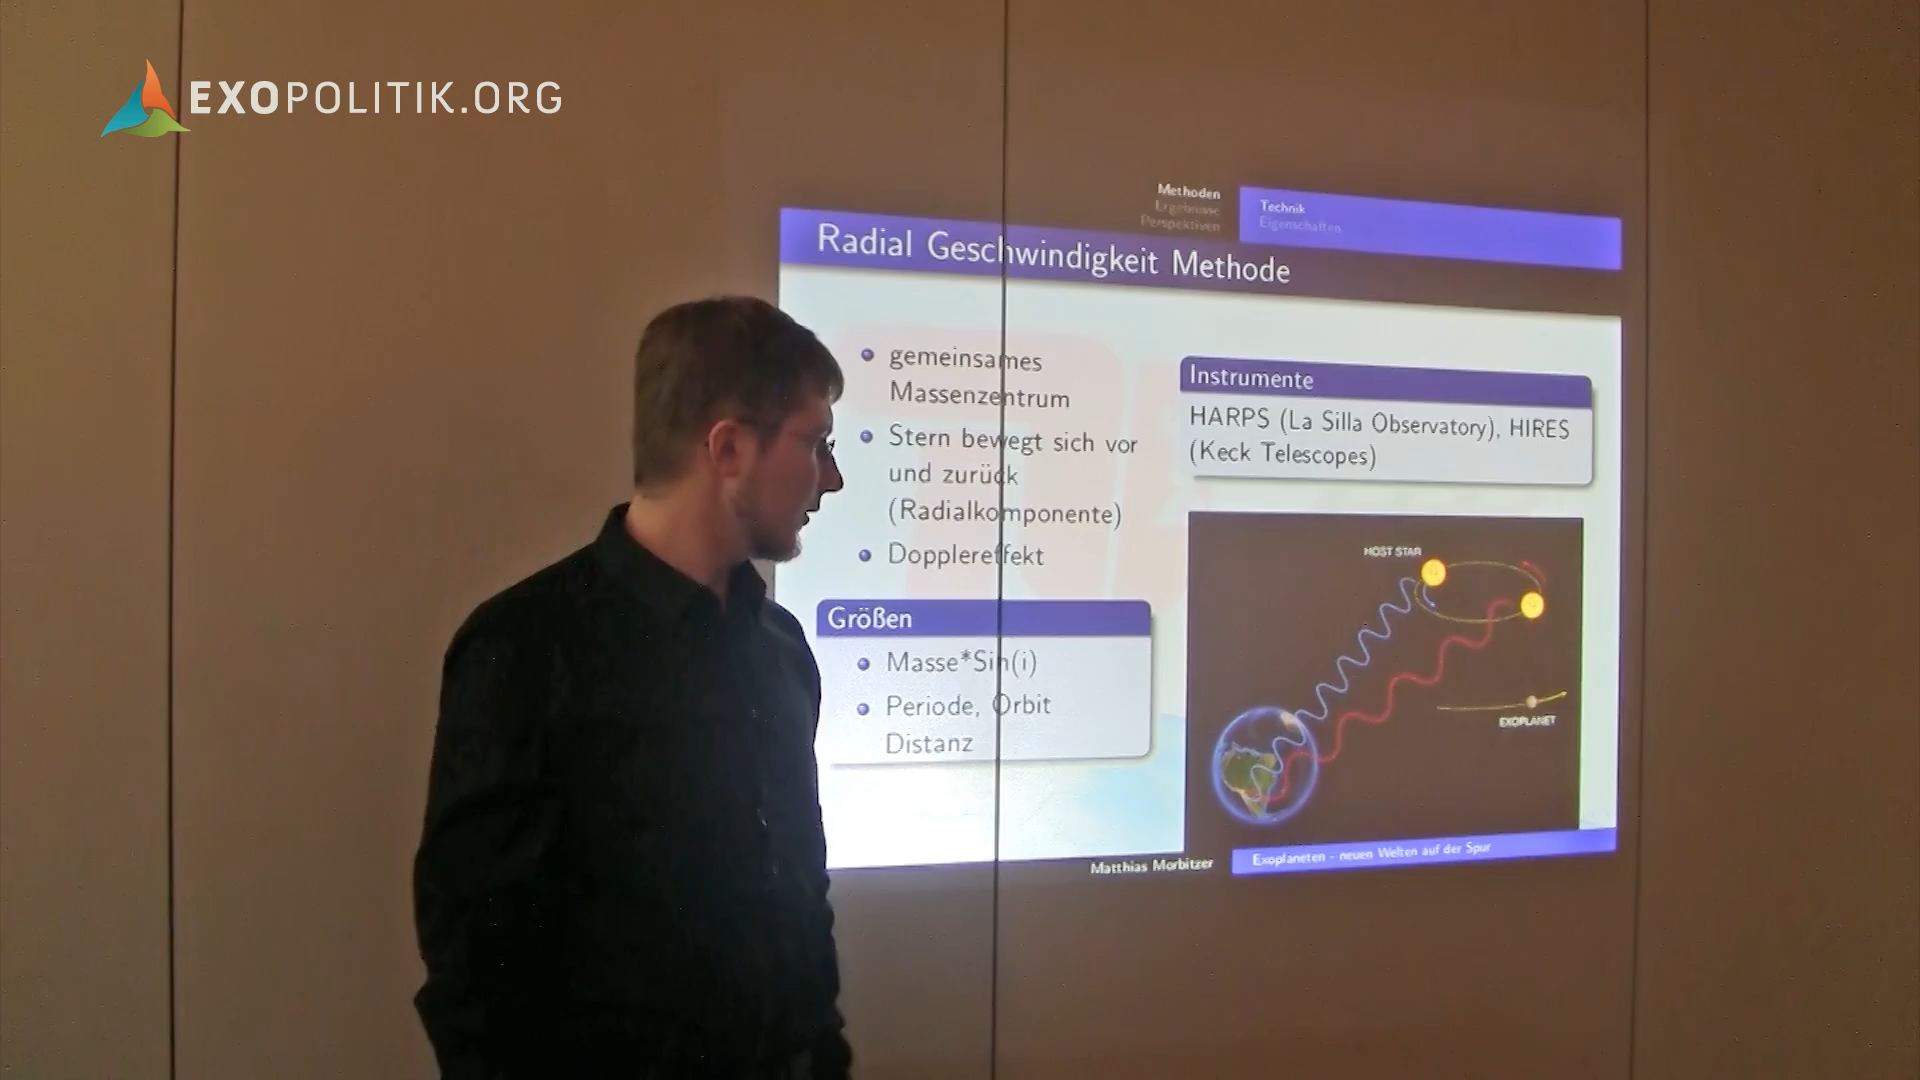 EXOPOLITIK.ORG
Methoden
Ergebnisse
Perspektiven
Technik
Eigenschaften
Radial Geschwindigkeit Methode
gemeinsames
Massenzentrum
Stern bewegt sich vor
und zurück
(Radialkomponente)
Dopplereffekt
Größen
Masse*Sin(i)
Periode, Orbit
Distanz
Instrumente
HARPS (La Silla Observatory), HIRES
(Keck Telescopes)
HOST STAR
EXOPLANET
Matthias Morbitzer
Exoplaneten - neuen Welten auf der Spur